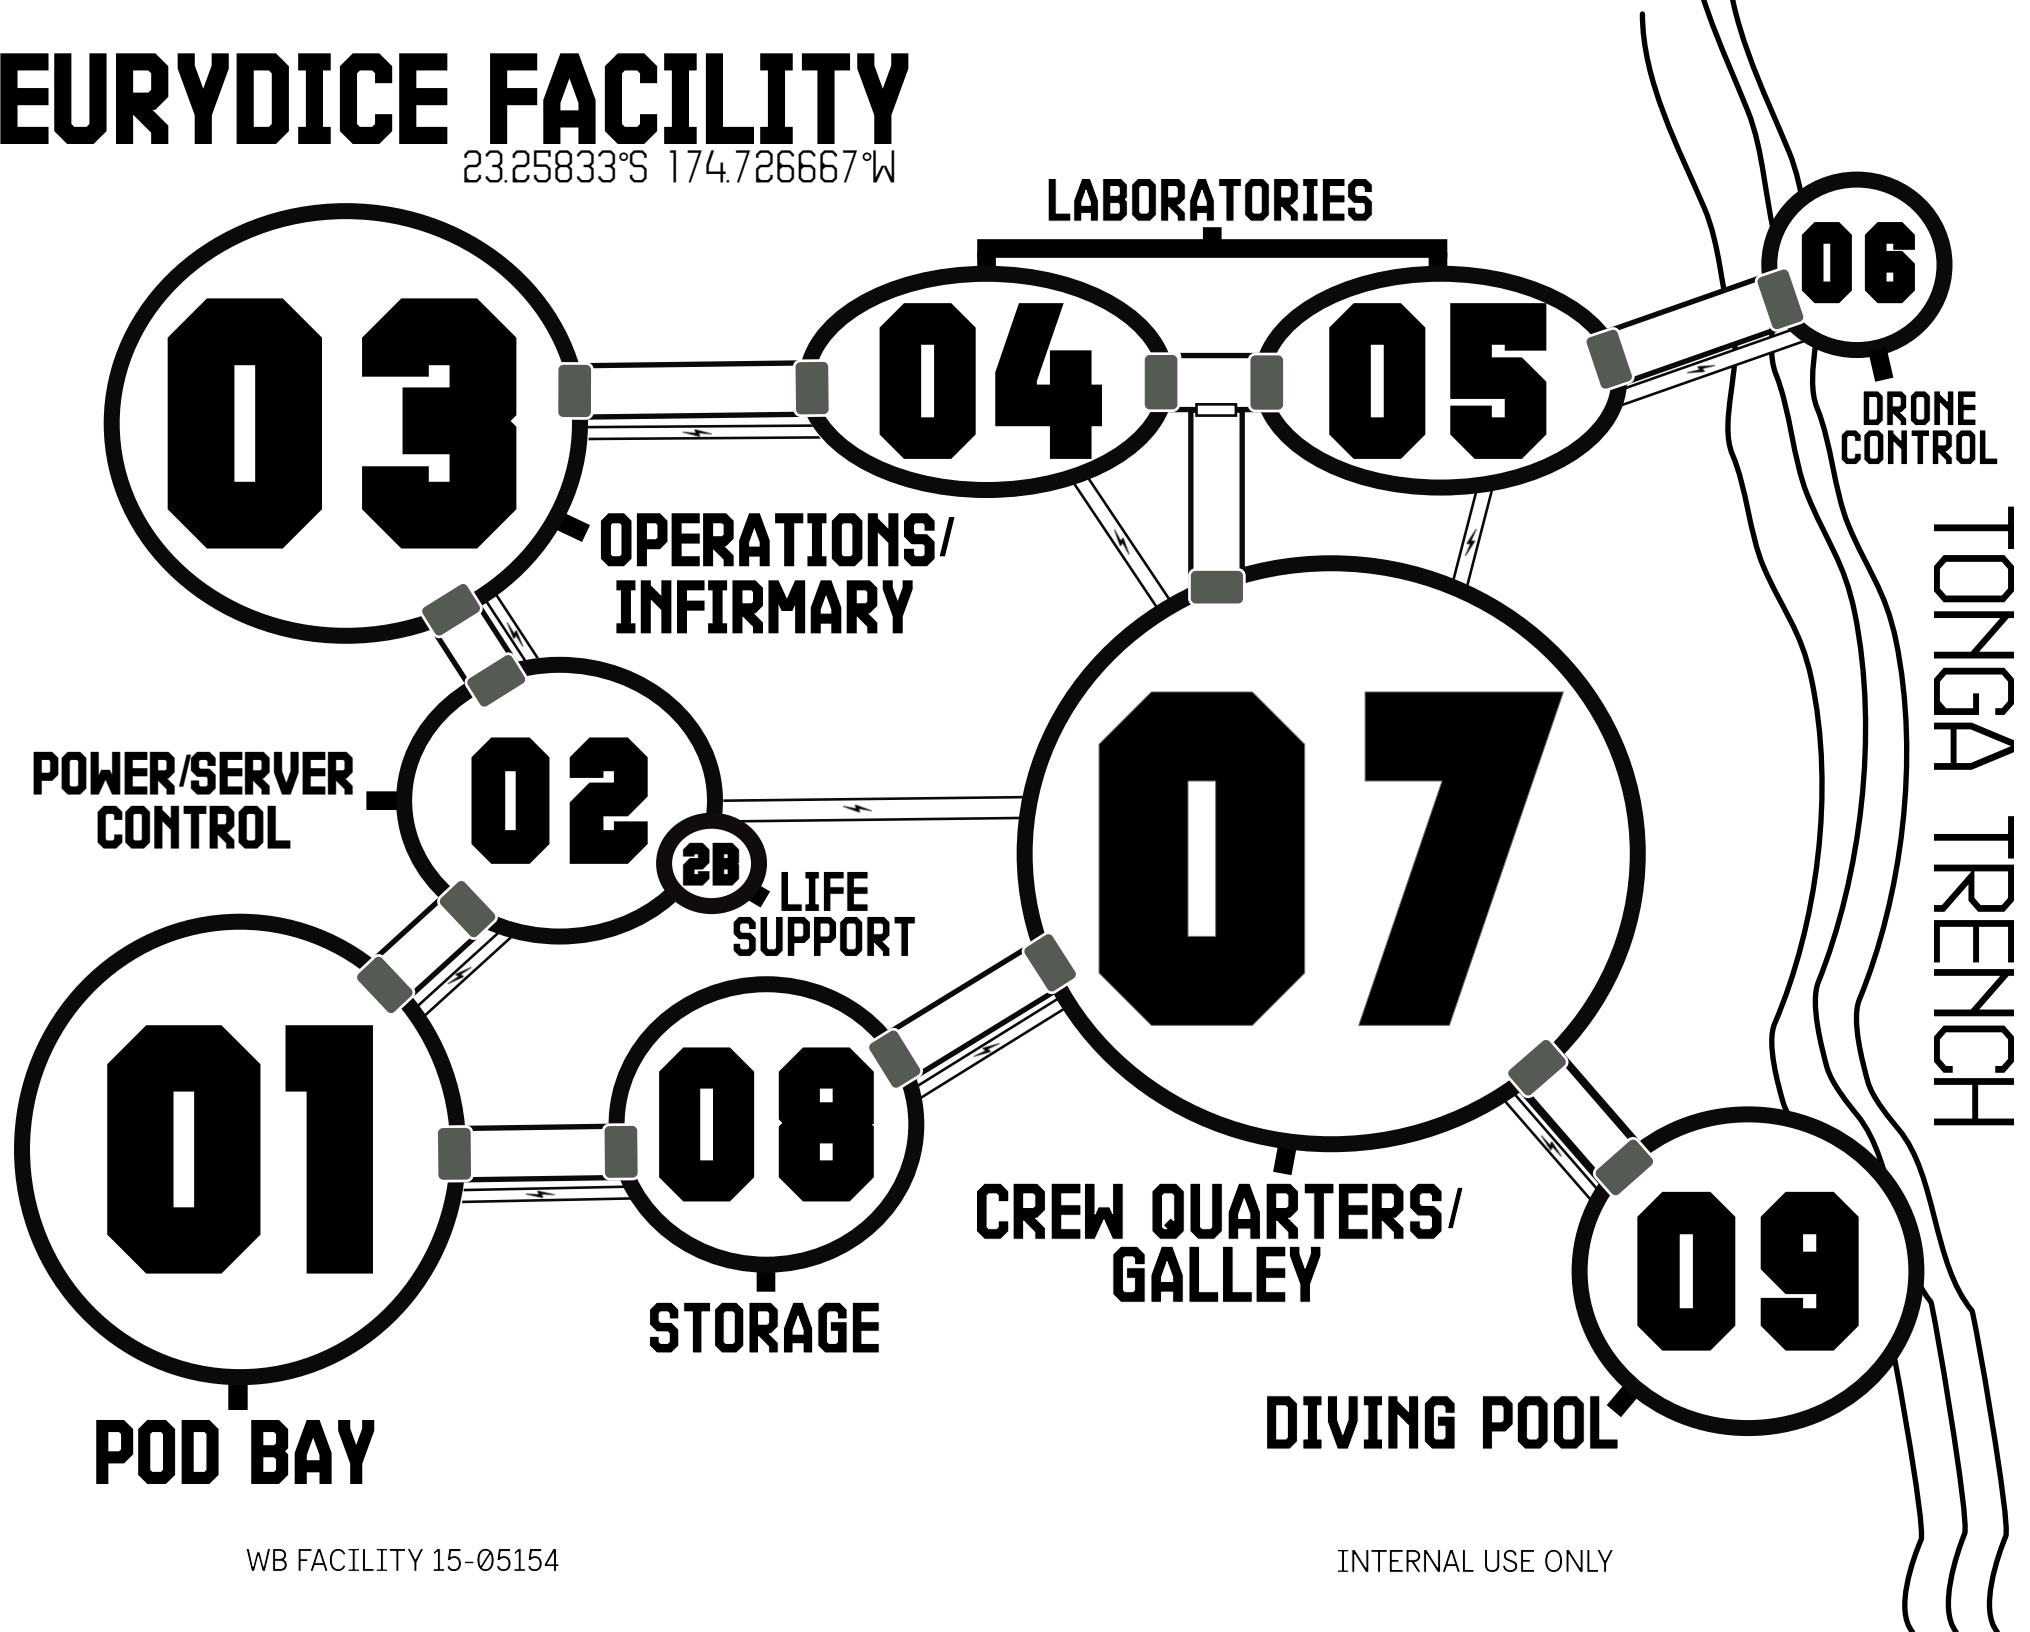 EURYDICE FACILITY
23.25833°S 174.726667°W
LABORATORIES
03
04
05
06
DRONE
CONTROL
OPERATIONS/
INFIRMARY
TONGA TRENCH
02
POWER/SERVER
CONTROL
2B
LIFE
SUPPORT
07
01
08
CREW QUARTERS/
GALLEY
09
STORAGE
DIVING POOL
POD BAY
WB FACILITY 15-05154
INTERNAL USE ONLY